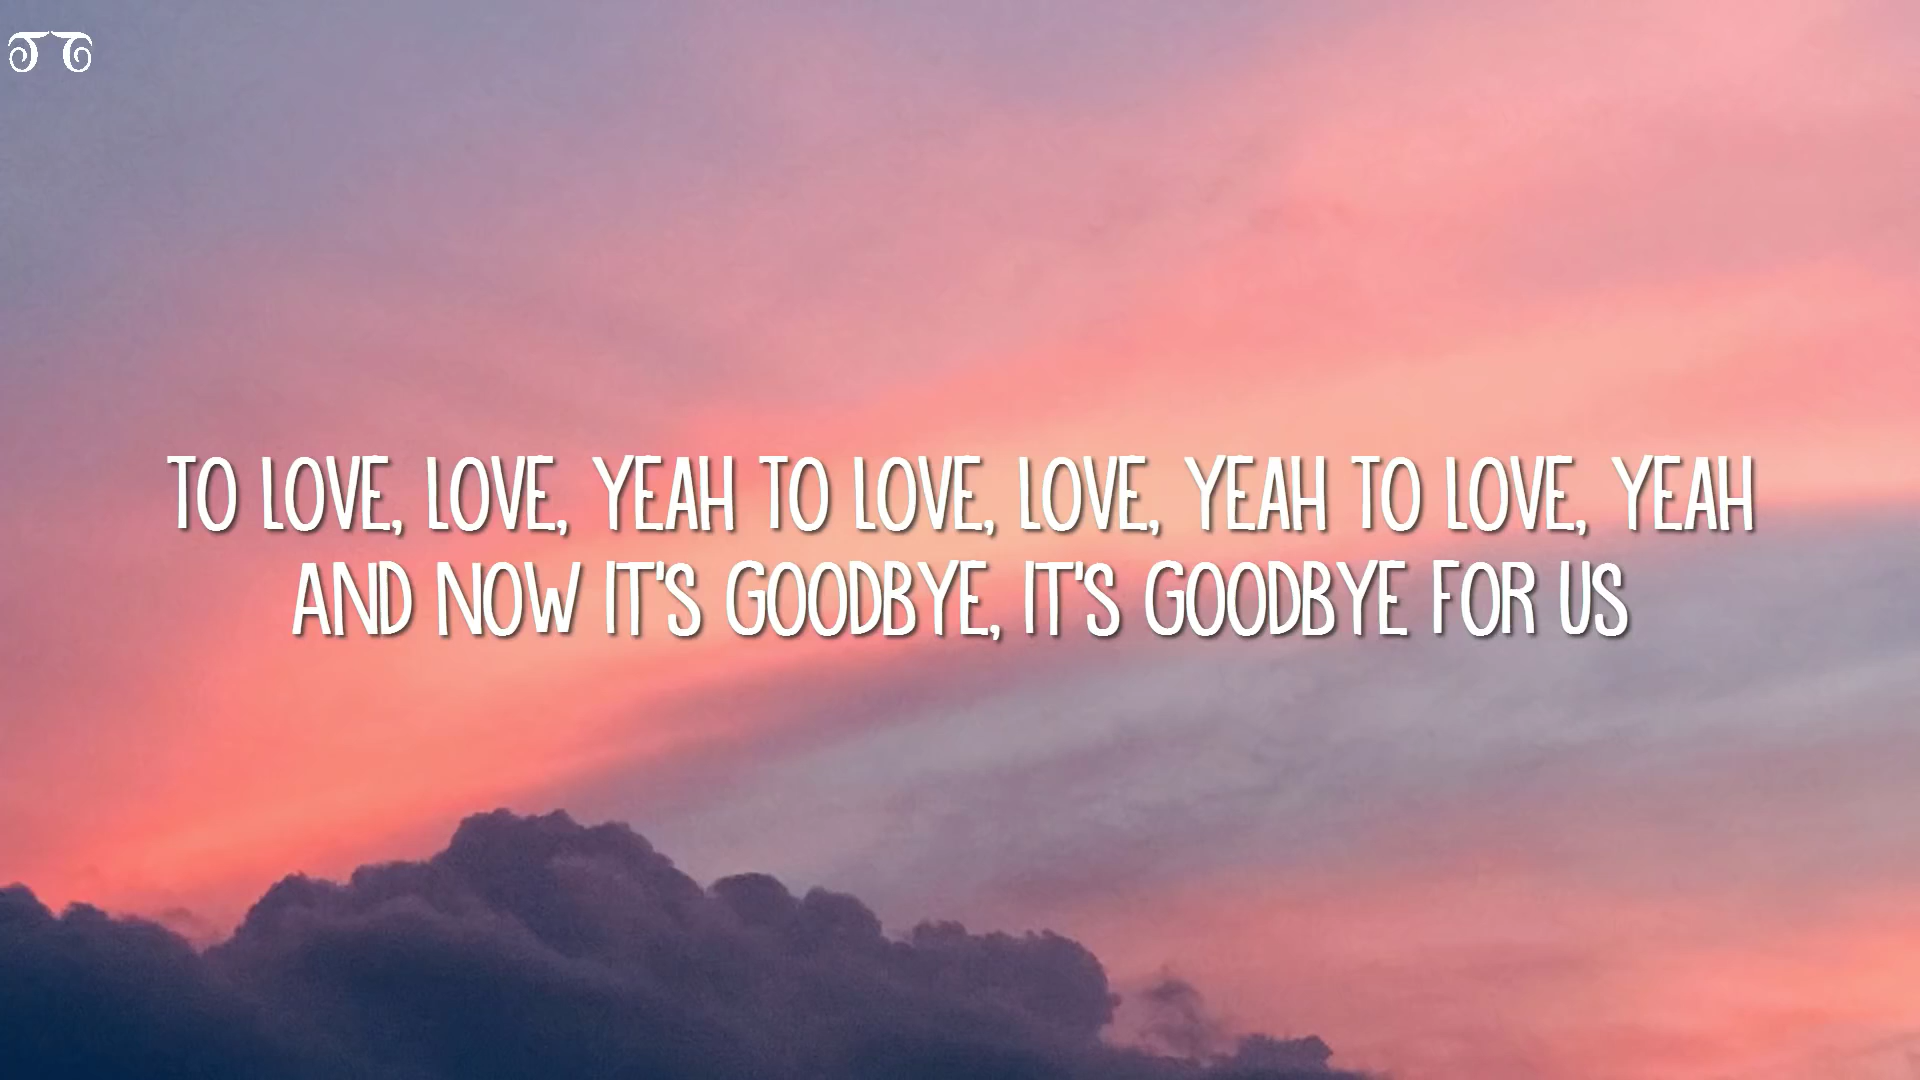 TO LOVE, LOVE, YEAH TO LOVE, LOVE, YEAH TO LOVE, YEAH
AND NOW IT'S GOODBYE, IT'S GOODBYE FOR US